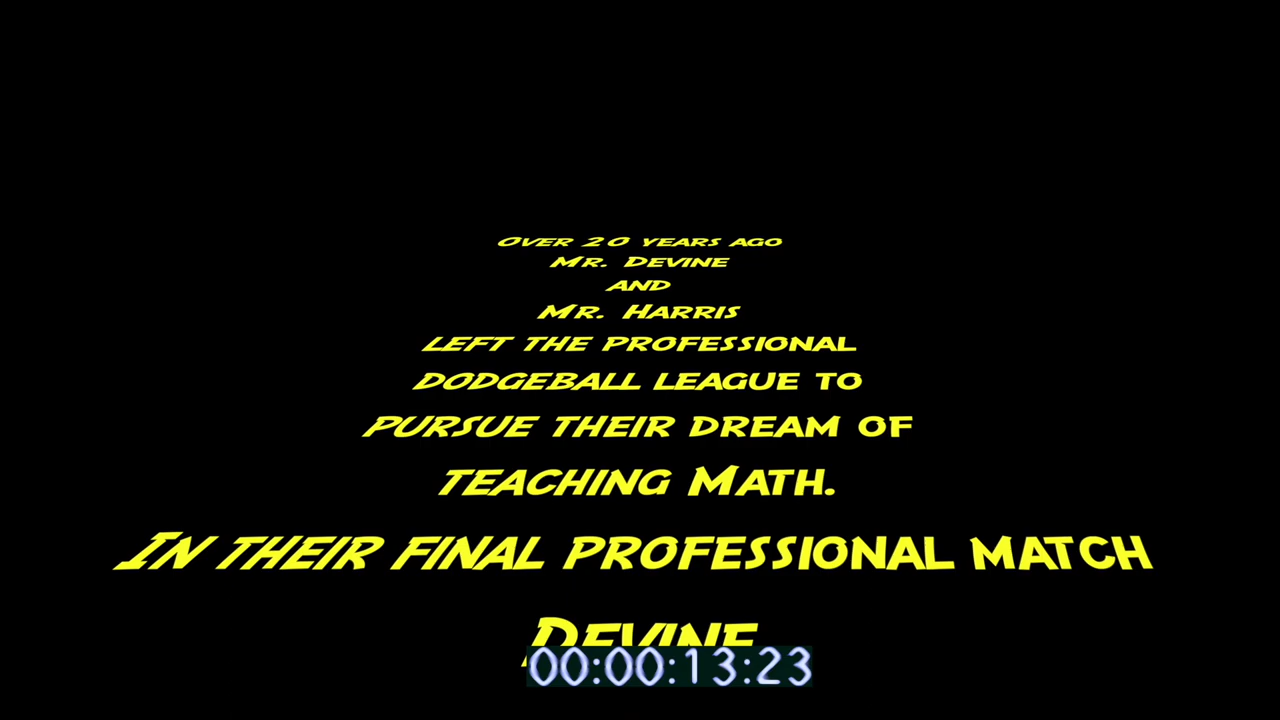 Over 20 years ago
Mr. Devine
and
Mr. Harris
left the professional
dodgeball league to
pursue their dream of
teaching Math.
In their final professional match
Devine
00:00:13:23